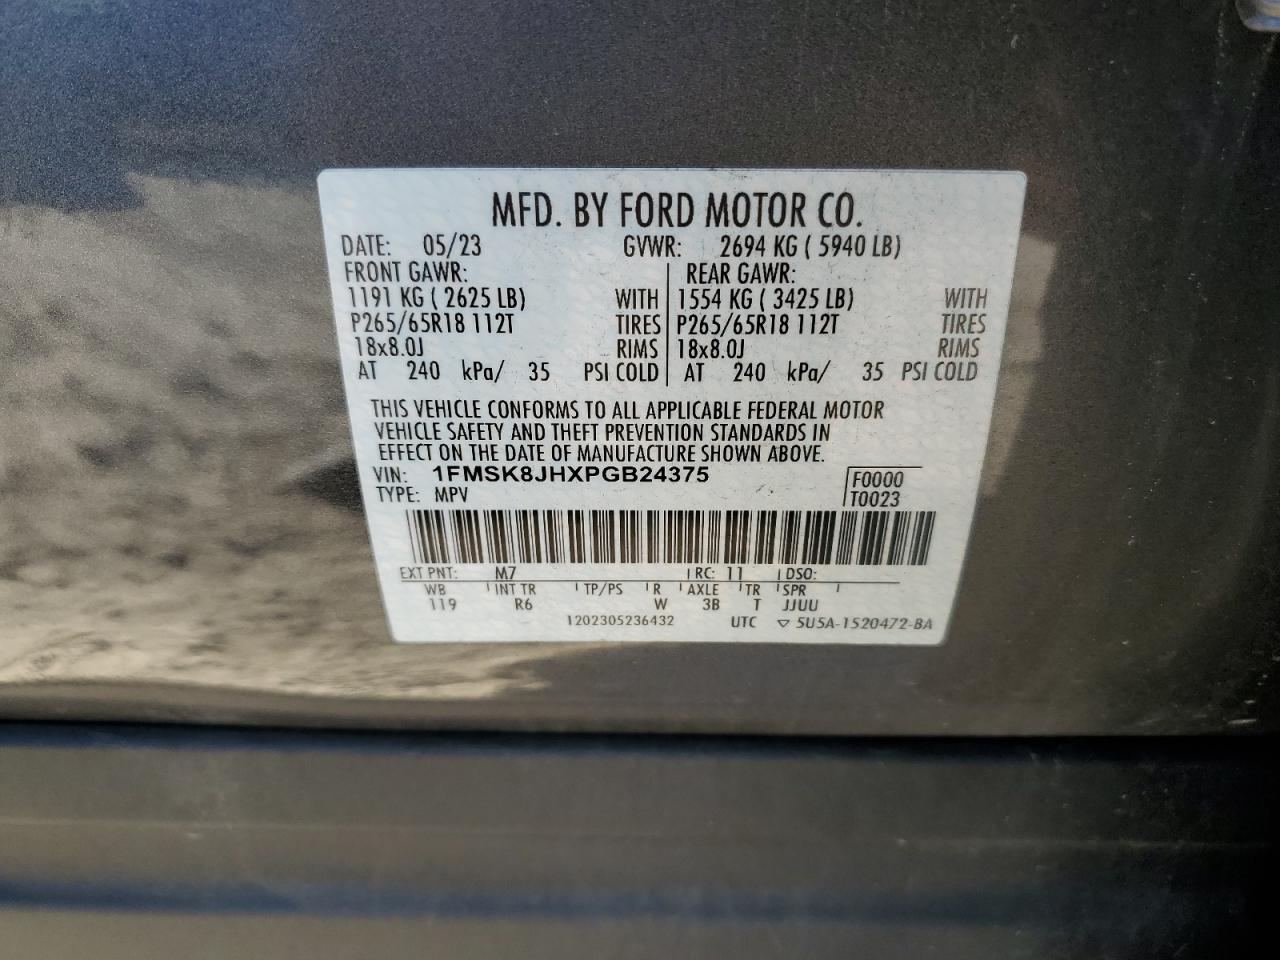 MFD. BY FORD MOTOR CO.
DATE: 05/23 GVWR: 2694 KG ( 5940 LB)
FRONT GAWR: REAR GAWR:
1191 KG ( 2625 LB) WITH 1554 KG ( 3425 LB) WITH
P265/65R18 112T TIRES P265/65R18 112T TIRES
18x8.0J RIMS 18x8.0J RIMS
AT 240 kPa/ 35 PSI COLD AT 240 kPa/ 35 PSI COLD
THIS VEHICLE CONFORMS TO ALL APPLICABLE FEDERAL MOTOR
VEHICLE SAFETY AND THEFT PREVENTION STANDARDS IN
EFFECT ON THE DATE OF MANUFACTURE SHOWN ABOVE.
VIN: 1FMSK8JHXPGB24375 F0000
TYPE: MPV T0023
EXT PNT: M7 RC: 11 DSO:
WB INT TR TP/PS R AXLE TR SPR
119 R6 W 3B T JJUU
1202305236432 UTC ▽ 5U5A-1520472-BA